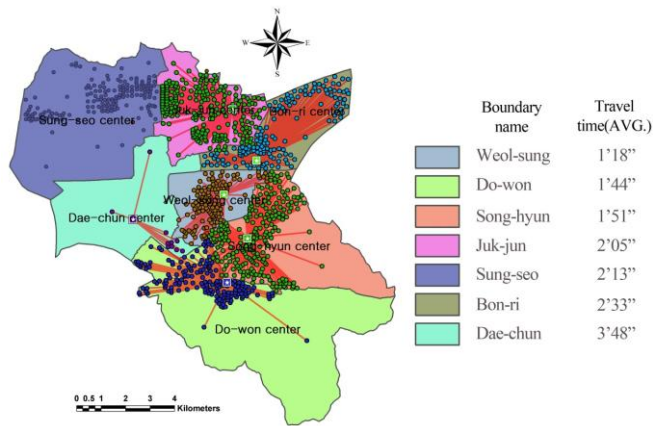 N
W
E
S
Sung-seo center
Juk-jun center
Bon-ri center
Weol-sung center
Dae-chun center
Song-hyun center
Do-won center
0 0.5 1 2 3 4
Kilometers
Boundary name Travel time(AVG.)
Weol-sung 1’18”
Do-won 1’44”
Song-hyun 1’51”
Juk-jun 2’05”
Sung-seo 2’13”
Bon-ri 2’33”
Dae-chun 3’48”